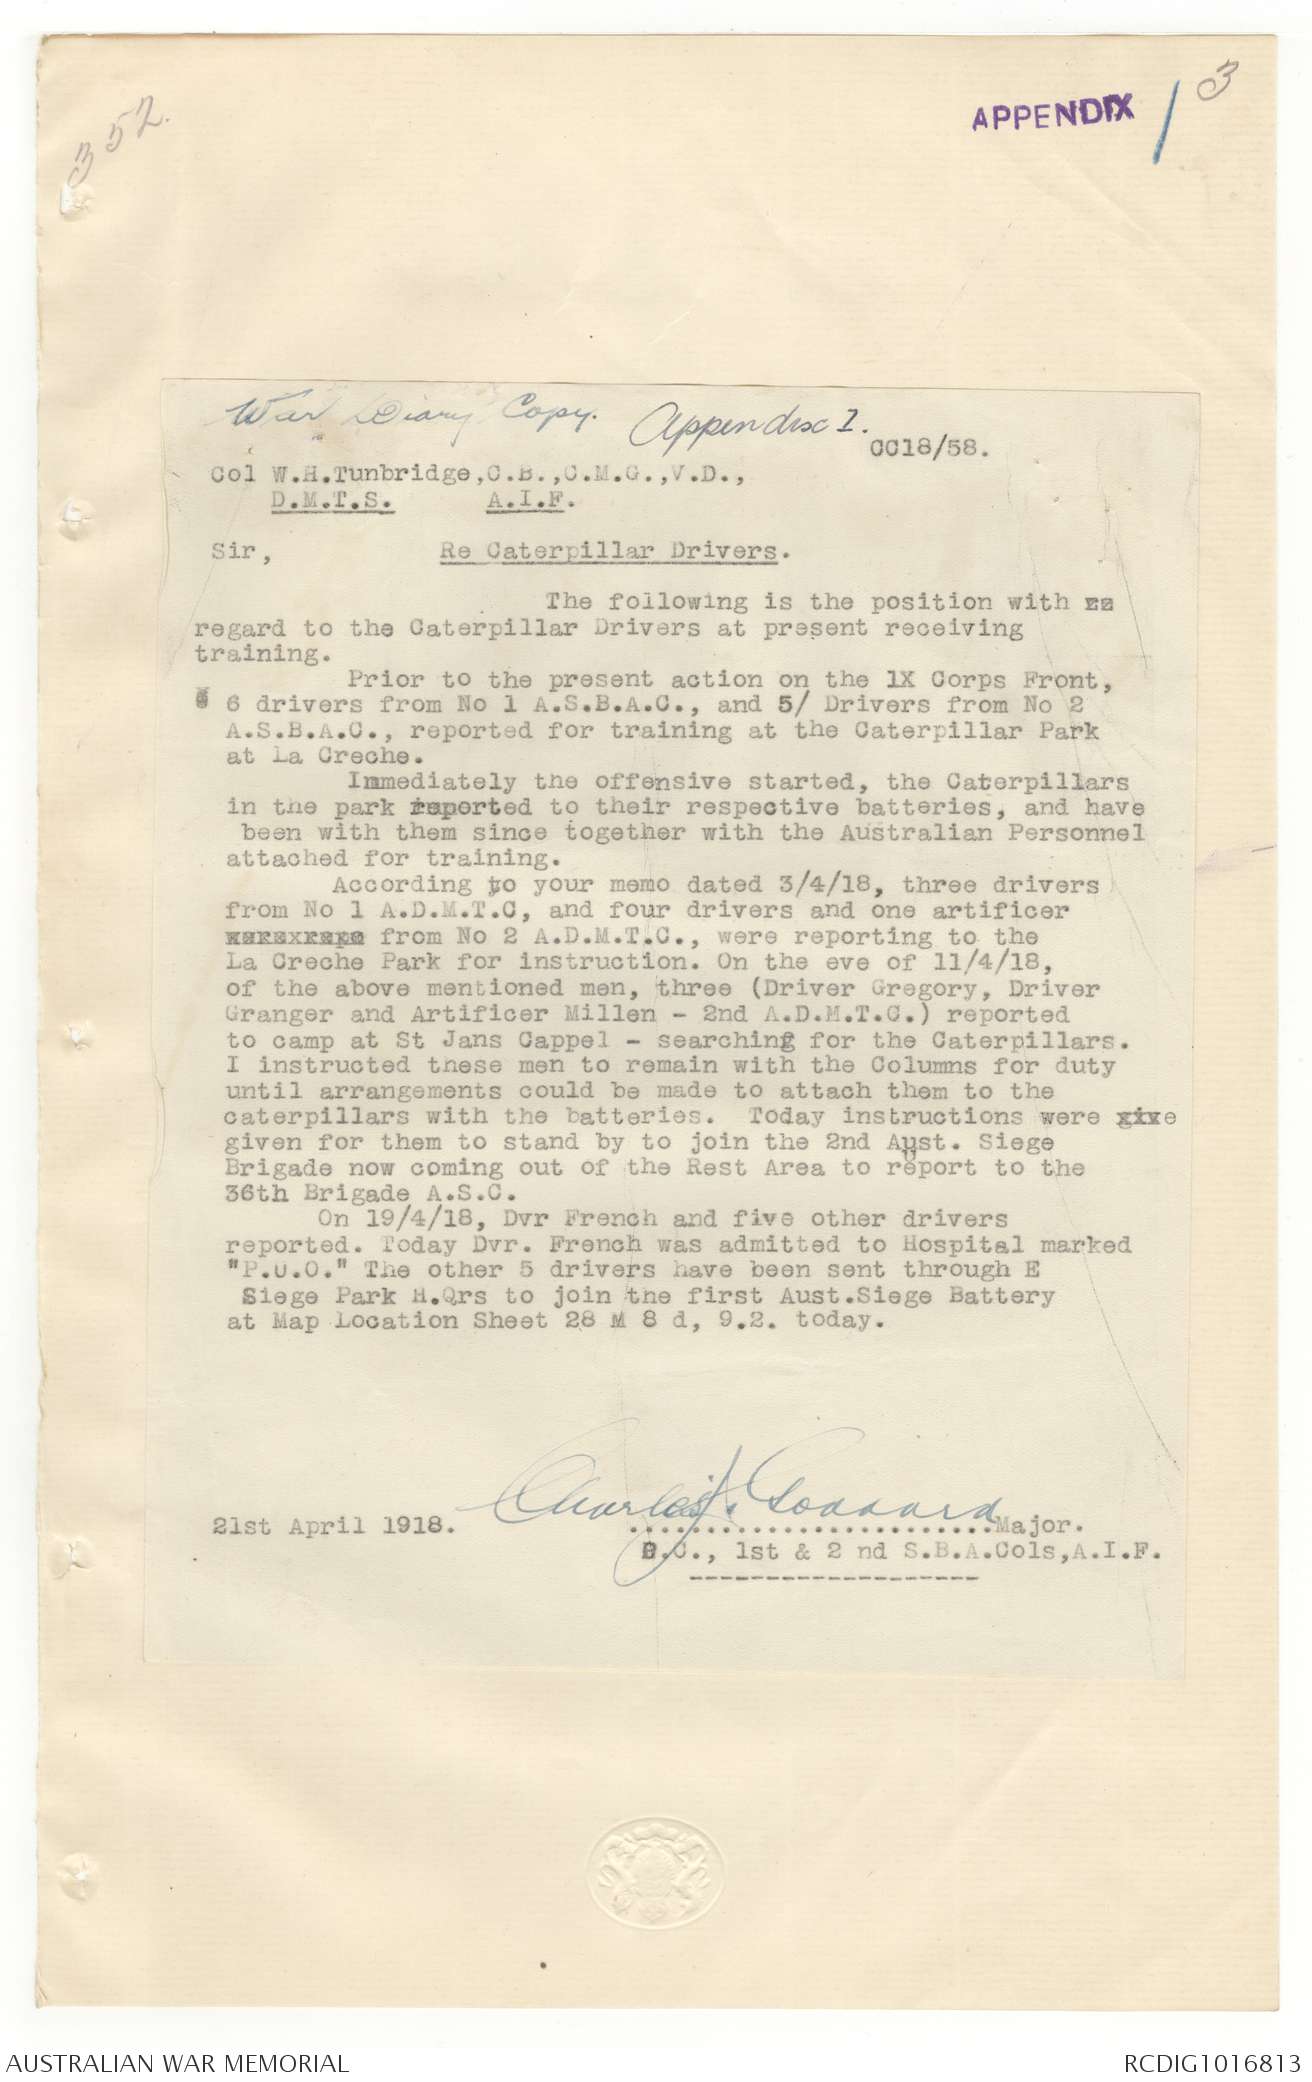 352.
APPENDIX / 3
War Diary Copy. Appendix I.
CC18/58.
Col W.H.Tunbridge,C.B.,C.M.G.,V.D.,
D.M.T.S. A.I.F.
Sir, Re Caterpillar Drivers.
The following is the position with
regard to the Caterpillar Drivers at present receiving
training.
Prior to the present action on the 1X Corps Front,
6 drivers from No 1 A.S.B.A.C., and 5/ Drivers from No 2
A.S.B.A.C., reported for training at the Caterpillar Park
at La Creche.
Immediately the offensive started, the Caterpillars
in the park reported to their respective batteries, and have
been with them since together with the Australian Personnel
attached for training.
According to your memo dated 3/4/18, three drivers
from No 1 A.D.M.T.C, and four drivers and one artificer
from No 2 A.D.M.T.C., were reporting to the
La Creche Park for instruction. On the eve of 11/4/18,
of the above mentioned men, three (Driver Gregory, Driver
Granger and Artificer Millen - 2nd A.D.M.T.C.) reported
to camp at St Jans Cappel - searching for the Caterpillars.
I instructed these men to remain with the Columns for duty
until arrangements could be made to attach them to the
caterpillars with the batteries. Today instructions were
given for them to stand by to join the 2nd Aust. Siege
Brigade now coming out of the Rest Area to report to the
36th Brigade A.S.C.
On 19/4/18, Dvr French and five other drivers
reported. Today Dvr. French was admitted to Hospital marked
"P.U.O." The other 5 drivers have been sent through E
Siege Park H.Qrs to join the first Aust.Siege Battery
at Map Location Sheet 28 M 8 d, 9.2. today.
Charles J. Goddard
21st April 1918. ........................Major.
O.C., 1st & 2 nd S.B.A.Cols,A.I.F.
-------------------
AUSTRALIAN WAR MEMORIAL RCDIG1016813